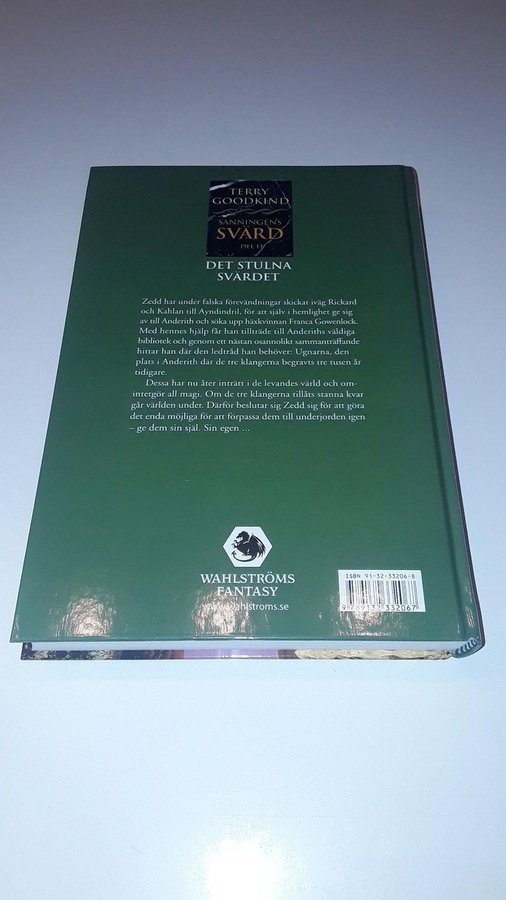 TERRY
GOODKIND
SANNINGENS
SVÄRD
DEL
DET STULNA
SVÄRDET
Zedd har under falska förevändningar skickat iväg Rickard
och Kahlan till Ayndindril, för att själv i hemlighet ge sig
av till Anderith och söka upp häxkvinnan Franca Gowenlock.
Med hennes hjälp får han tillträde till Anderiths väldiga
bibliotek och genom ett nästan osannolikt sammanträffande
hittar han där den ledtråd han behöver: Ugnarna, den
plats i Anderith där de tre klangerna begravts tre tusen år
tidigare.
Dessa har nu åter inträtt i de levandes värld och om-
intetgör all magi. Om de tre klangerna tillåts stanna kvar
går världen under. Därför beslutar sig Zedd sig för att göra
det enda möjliga för att förpassa dem till underjorden igen
– ge dem sin själ. Sin egen ...
WAHLSTRÖMS
FANTASY
www.wahlstroms.se
ISBN 91-32-33206-8
9 789132 332067